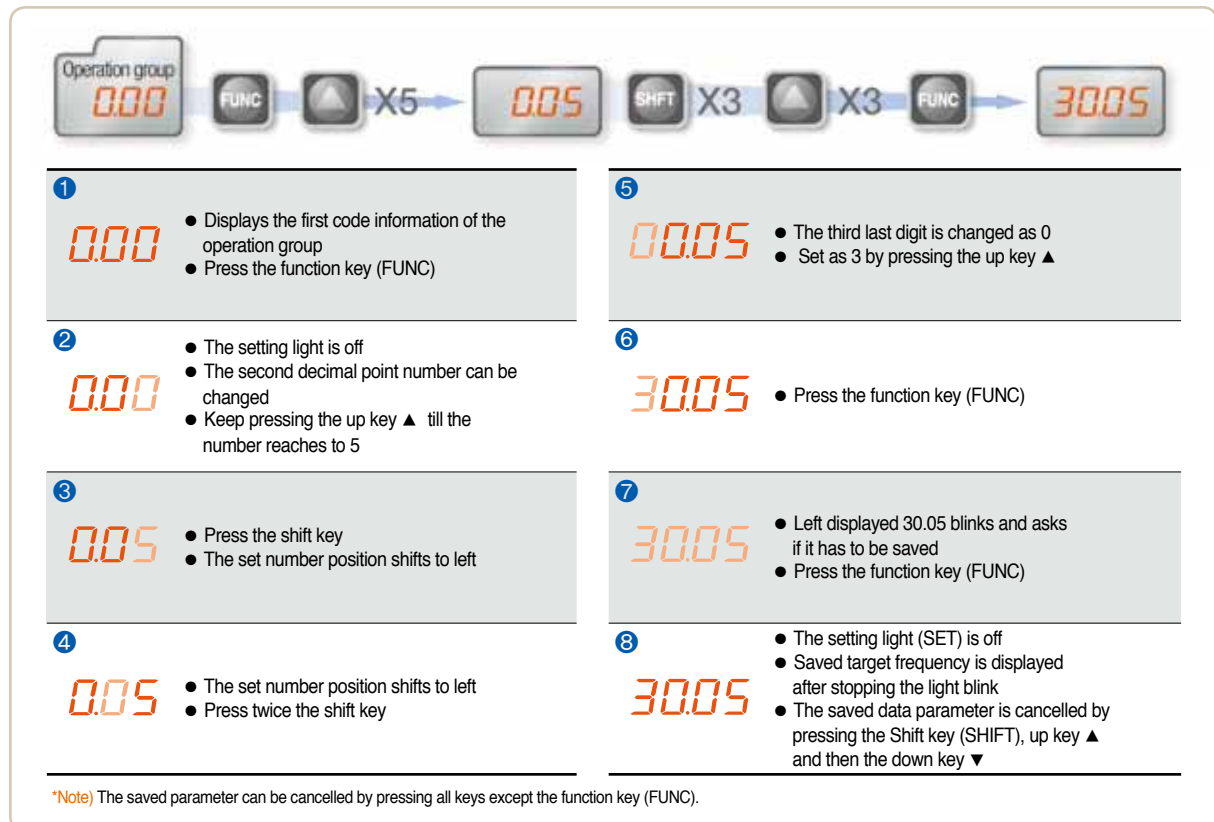 Operation group
0.00
FUNC
▲
X5
0.05
SHFT
X3
▲
X3
FUNC
30.05
1
0.00
● Displays the first code information of the
operation group
● Press the function key (FUNC)
2
0.00
● The setting light is off
● The second decimal point number can be
changed
● Keep pressing the up key ▲ till the
number reaches to 5
3
0.05
● Press the shift key
● The set number position shifts to left
4
0.05
● The set number position shifts to left
● Press twice the shift key
5
00.05
● The third last digit is changed as 0
● Set as 3 by pressing the up key ▲
6
30.05
● Press the function key (FUNC)
7
30.05
● Left displayed 30.05 blinks and asks
if it has to be saved
● Press the function key (FUNC)
8
30.05
● The setting light (SET) is off
● Saved target frequency is displayed
after stopping the light blink
● The saved data parameter is cancelled by
pressing the Shift key (SHIFT), up key ▲
and then the down key ▼
*Note) The saved parameter can be cancelled by pressing all keys except the function key (FUNC).